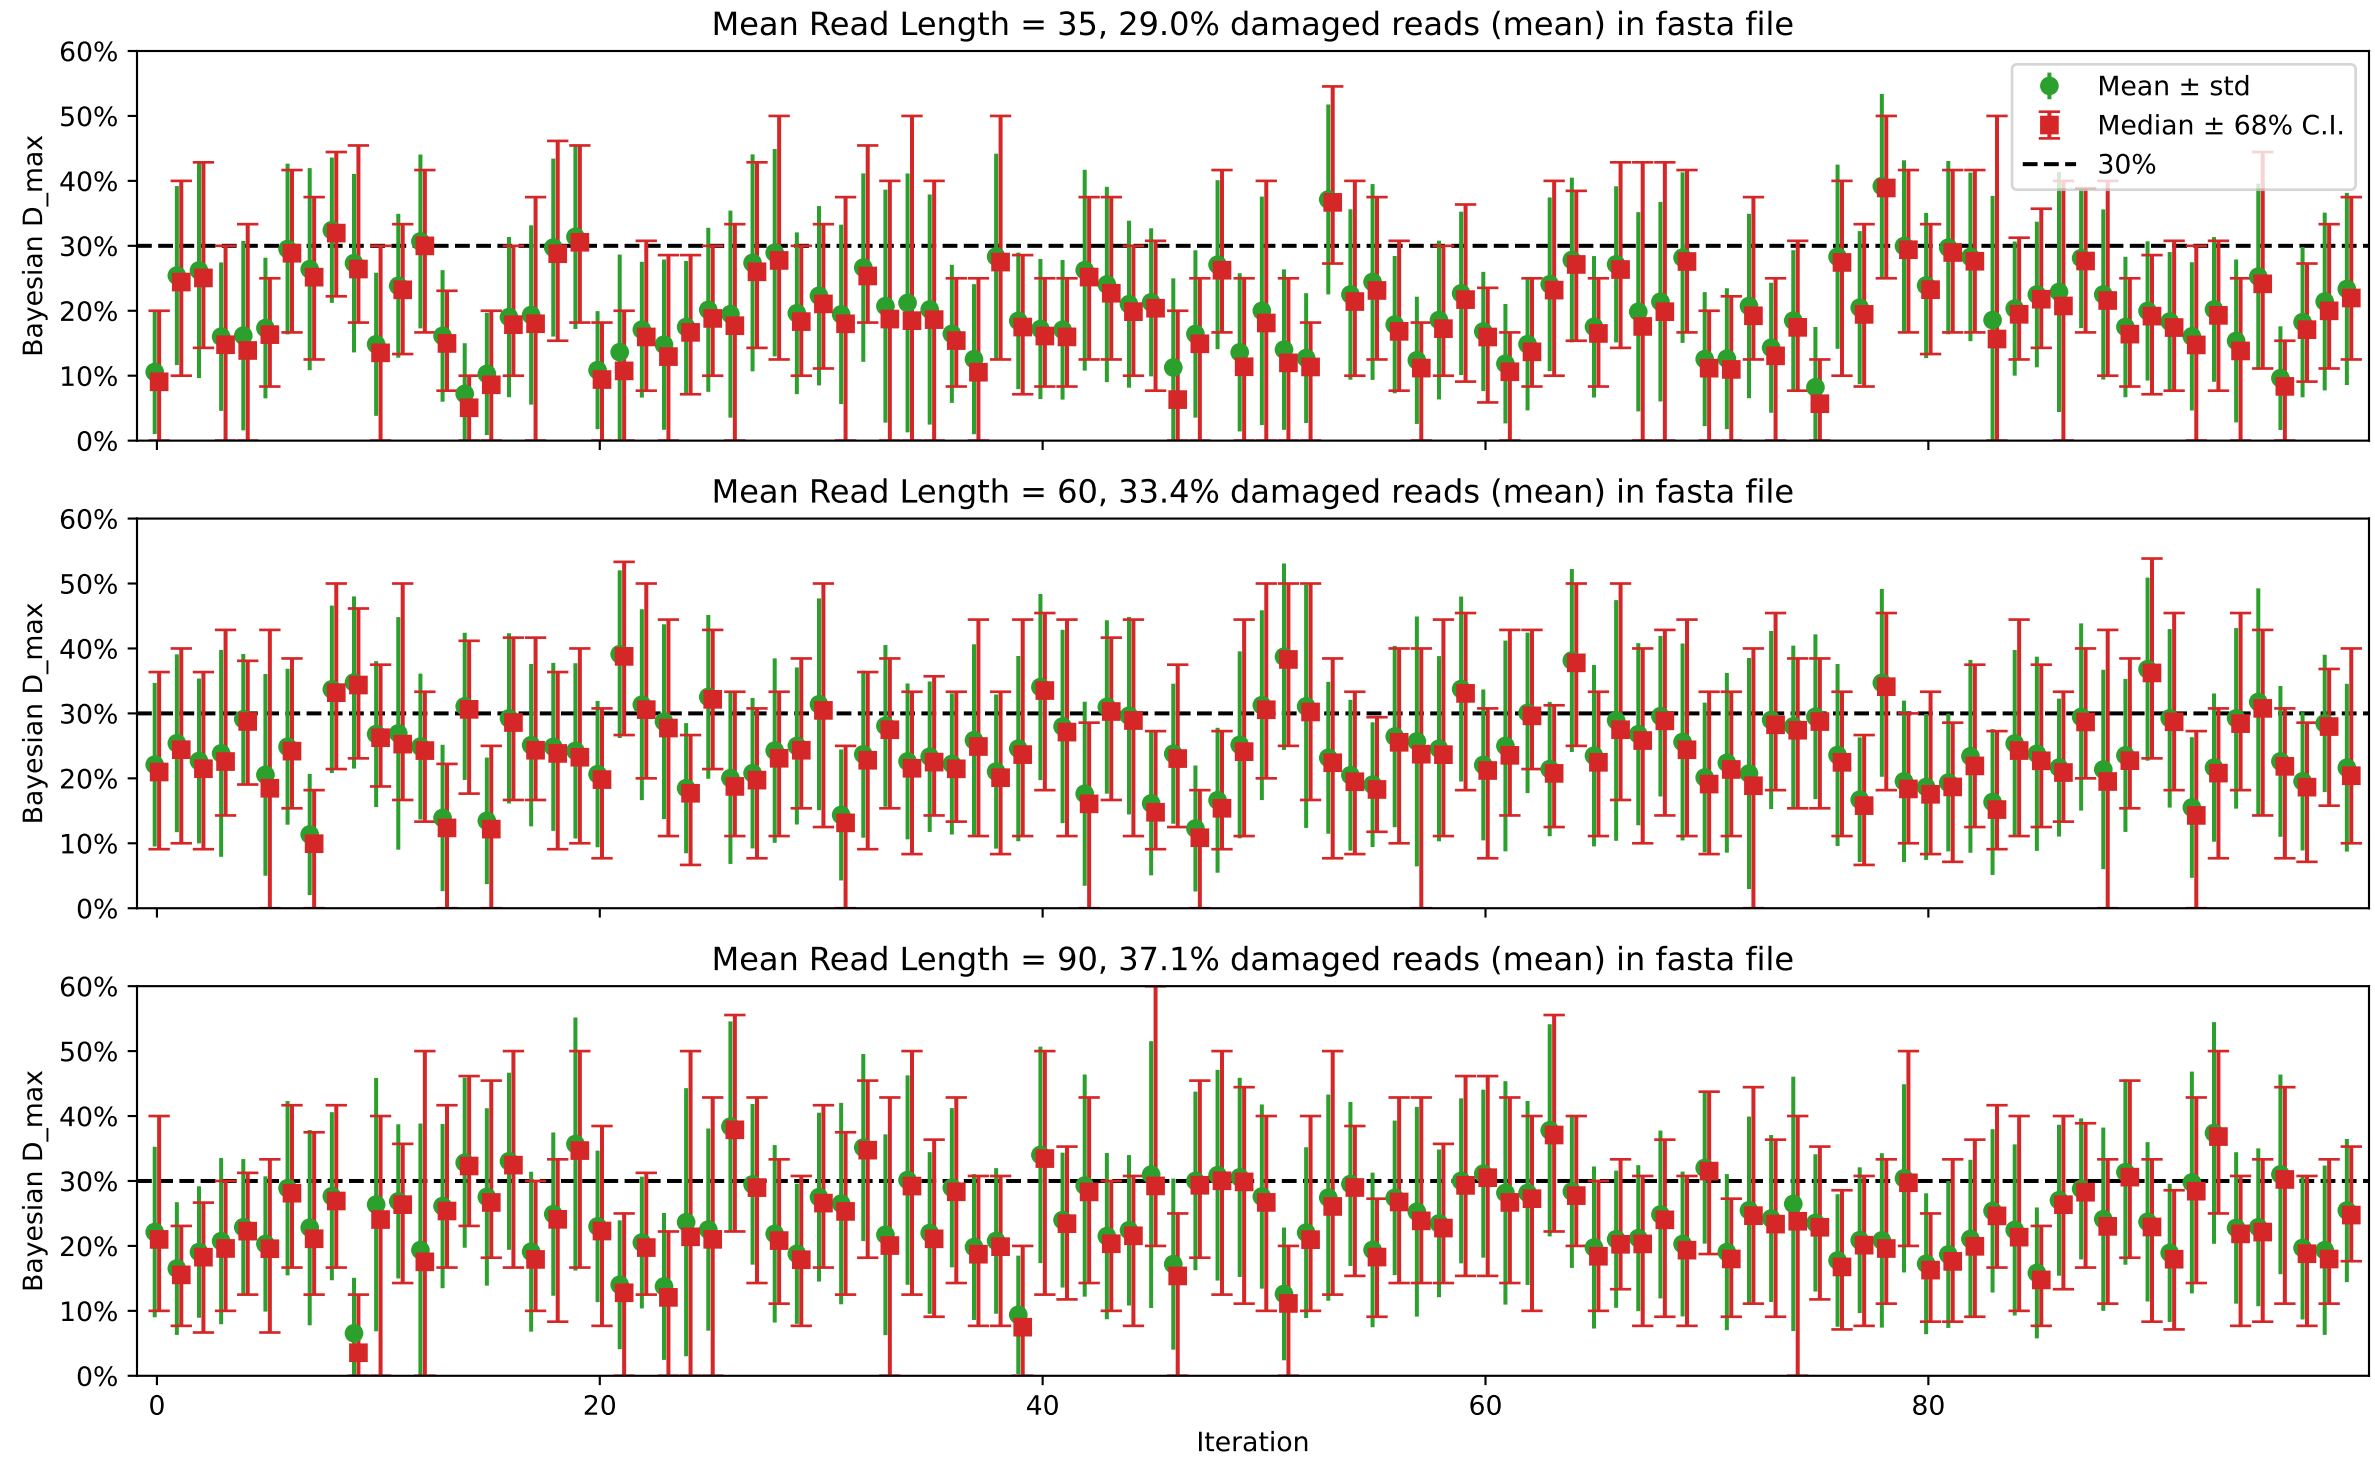 Mean Read Length = 35, 29.0% damaged reads (mean) in fasta file
60%
50%
40%
30%
20%
10%
0%
Bayesian D_max
Mean ± std
Median ± 68% C.I.
30%
Mean Read Length = 60, 33.4% damaged reads (mean) in fasta file
60%
50%
40%
30%
20%
10%
0%
Bayesian D_max
Mean Read Length = 90, 37.1% damaged reads (mean) in fasta file
60%
50%
40%
30%
20%
10%
0%
Bayesian D_max
0 20 40 60 80
Iteration